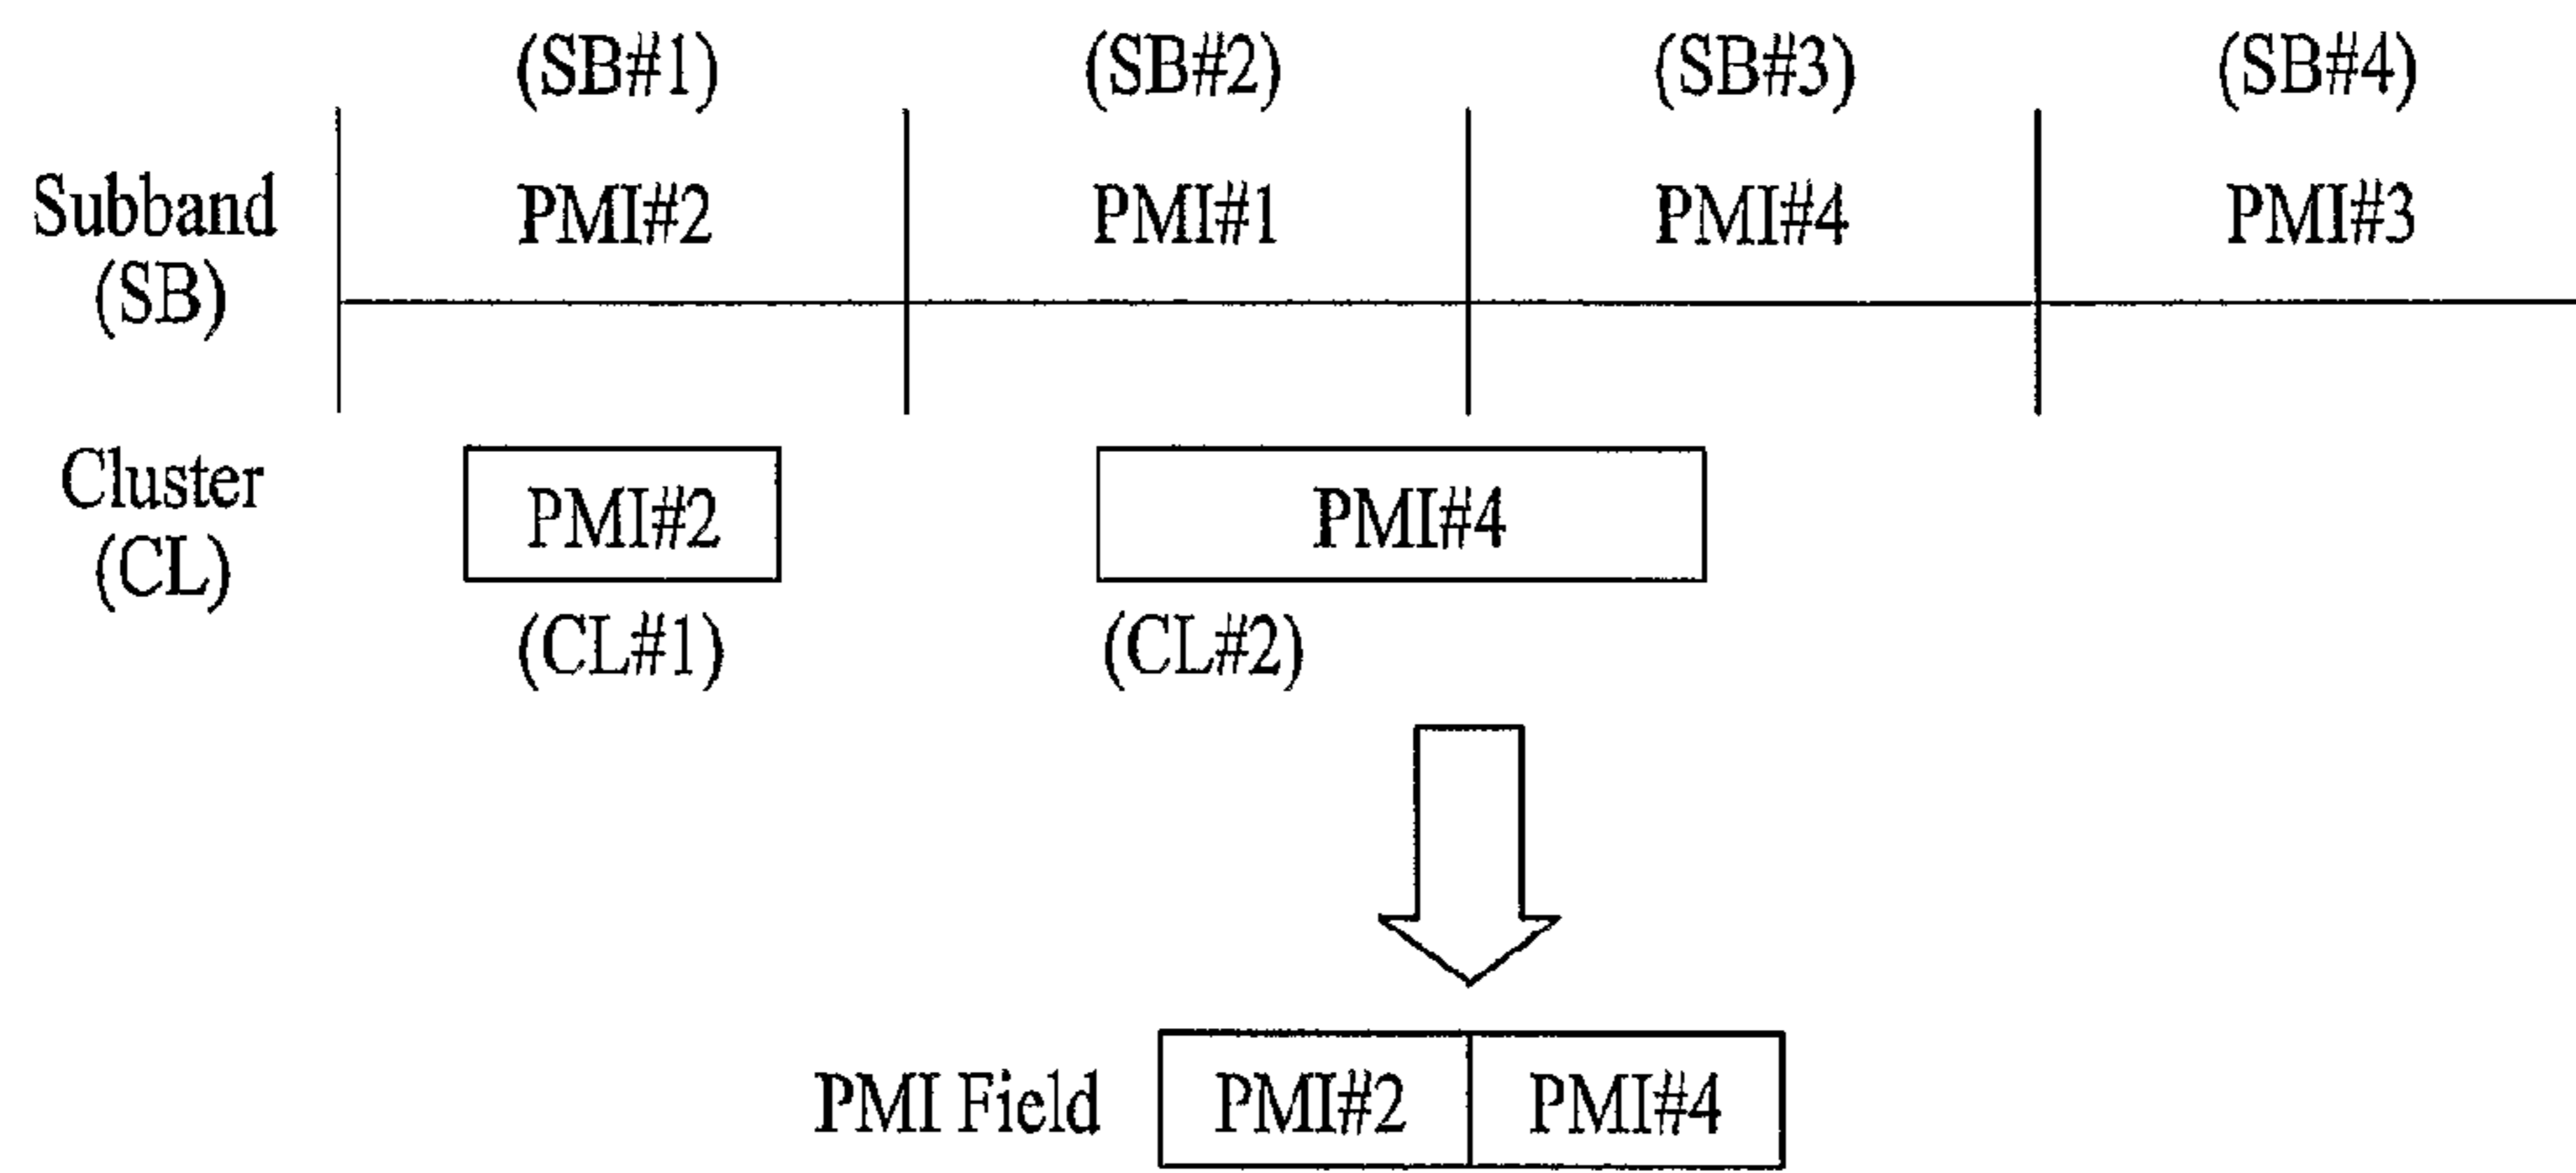 (SB#1) (SB#2) (SB#3) (SB#4)
Subband (SB) PMI#2 PMI#1 PMI#4 PMI#3
Cluster (CL) PMI#2 PMI#4
(CL#1) (CL#2)
PMI Field PMI#2 PMI#4